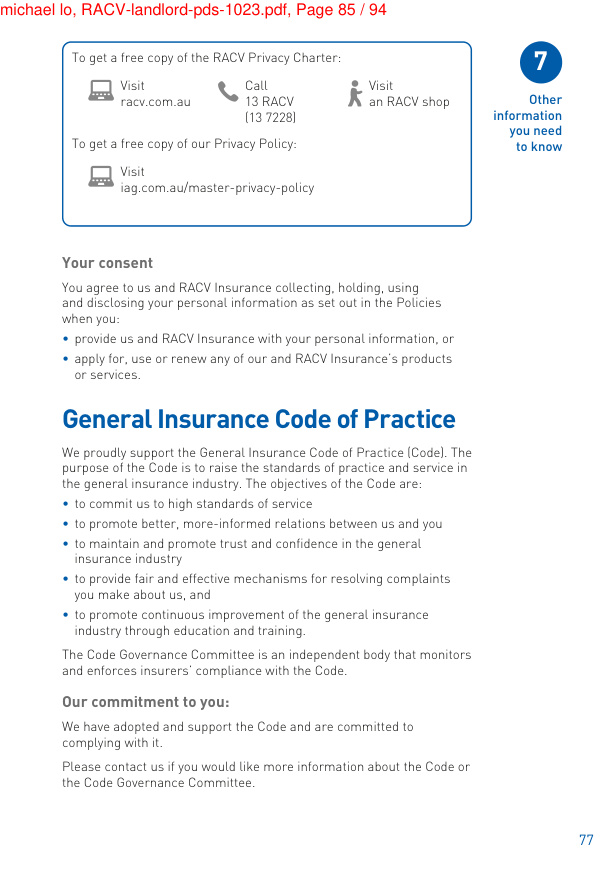 michael lo, RACV-landlord-pds-1023.pdf, Page 85 / 94
To get a free copy of the RACV Privacy Charter:
Visit
racv.com.au
Call
13 RACV
(13 7228)
Visit
an RACV shop
To get a free copy of our Privacy Policy:
Visit
iag.com.au/master-privacy-policy
7
Other
information
you need
to know
Your consent
You agree to us and RACV Insurance collecting, holding, using
and disclosing your personal information as set out in the Policies
when you:
• provide us and RACV Insurance with your personal information, or
• apply for, use or renew any of our and RACV Insurance's products
or services.
General Insurance Code of Practice
We proudly support the General Insurance Code of Practice (Code). The
purpose of the Code is to raise the standards of practice and service in
the general insurance industry. The objectives of the Code are:
• to commit us to high standards of service
• to promote better, more-informed relations between us and you
• to maintain and promote trust and confidence in the general
insurance industry
• to provide fair and effective mechanisms for resolving complaints
you make about us, and
• to promote continuous improvement of the general insurance
industry through education and training.
The Code Governance Committee is an independent body that monitors
and enforces insurers' compliance with the Code.
Our commitment to you:
We have adopted and support the Code and are committed to
complying with it.
Please contact us if you would like more information about the Code or
the Code Governance Committee.
77